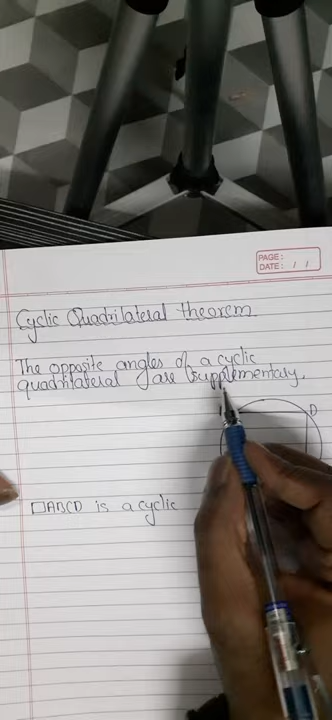 PAGE:
DATE: / /
Cyclic Quadrilateral theorem
The opposite angles of a cyclic
quadrilateral are supplementary.
D
□ABCD is a cyclic